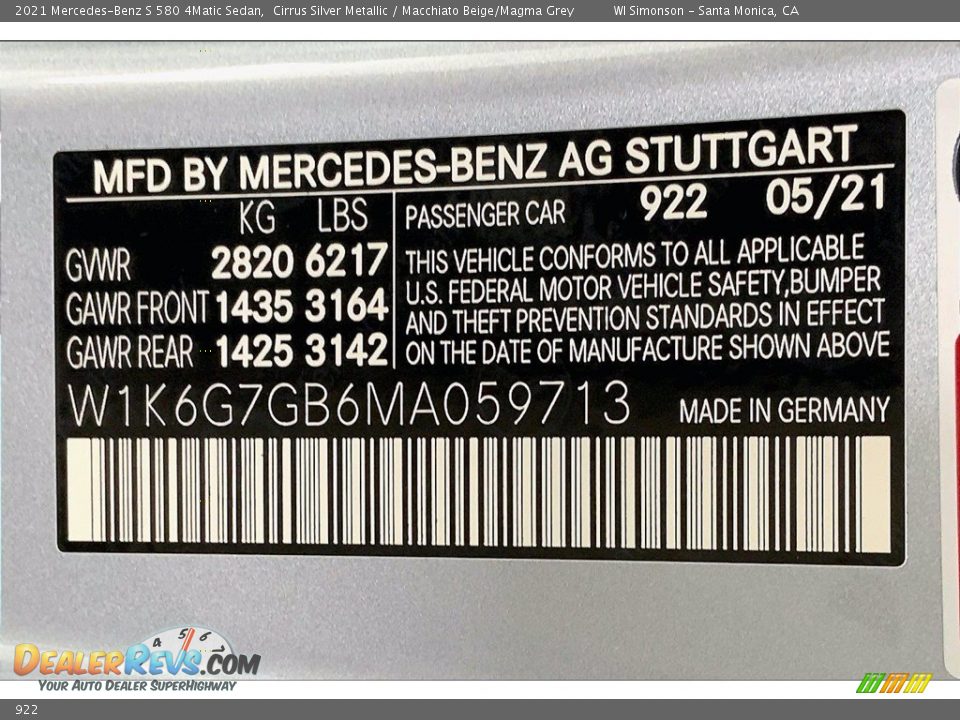 2021 Mercedes-Benz S 580 4Matic Sedan, Cirrus Silver Metallic / Macchiato Beige/Magma Grey WI Simonson - Santa Monica, CA
MFD BY MERCEDES-BENZ AG STUTTGART
KG LBS
GVWR 2820 6217
GAWR FRONT 1435 3164
GAWR REAR 1425 3142
PASSENGER CAR 922 05/21
THIS VEHICLE CONFORMS TO ALL APPLICABLE
U.S. FEDERAL MOTOR VEHICLE SAFETY,BUMPER
AND THEFT PREVENTION STANDARDS IN EFFECT
ON THE DATE OF MANUFACTURE SHOWN ABOVE
W1K6G7GB6MA059713 MADE IN GERMANY
4 5 6 7
DEALERREVS.COM
YOUR AUTO DEALER SUPERHIGHWAY
922